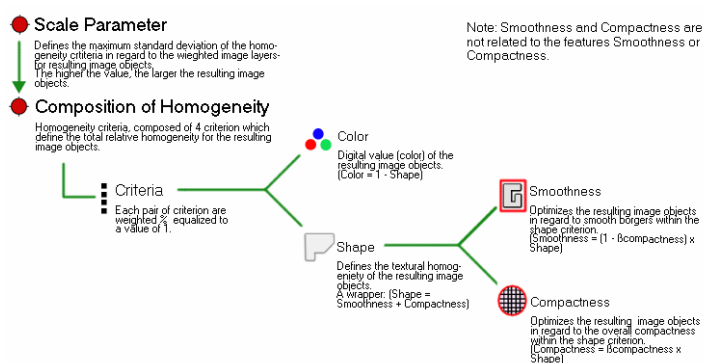 Scale Parameter
Defines the maximum standard deviation of the homo-
geneity critiria in regard to the wieghted image layers-
for resulting image objects.
The higher the value, the larger the resulting image
objects.
Note: Smoothness and Compactness are
not related to the features Smoothness or
Compactness.
Composition of Homogeneity
Homogeneity criteria, composed of 4 criterion which
define the total relative homogeneity for the resulting
image objects.
Color
Digital value (color) of the
resulting image objects.
(Color = 1 - Shape)
Criteria
Each pair of criterion are
weighted % equalized to
a value of 1.
Shape
Defines the textural homog-
eniety of the resulting image
objects.
A wrapper: (Shape =
Smoothness + Compactness)
Smoothness
Optimizes the resulting image objects
in regard to smooth borgers within the
shape criterion.
(Smoothness = (1 - ßcompactness) x
Shape)
Compactness
Optimizes the resulting image objects
in regard to the overall compactness
within the shape criterion.
(Compactness = ßcompactness x
Shape)